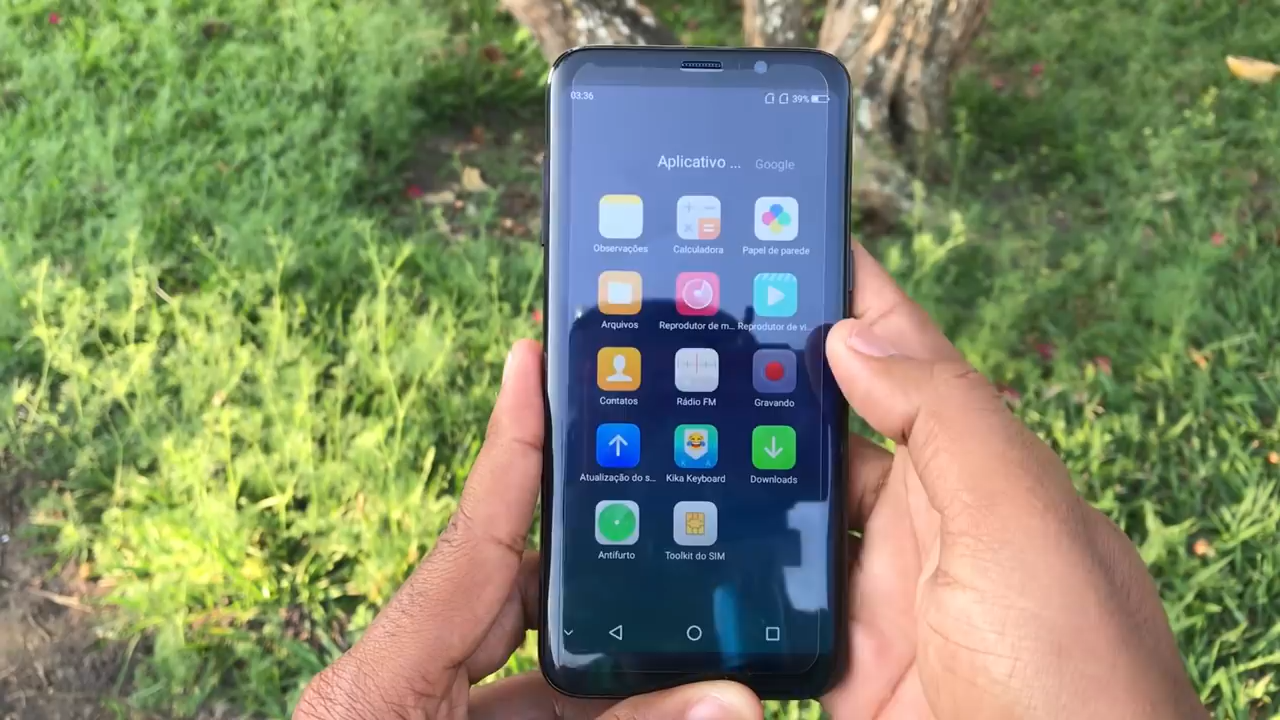 03:36 39%
Aplicativo ... Google
Observações Calculadora Papel de parede
Arquivos Reprodutor de m... Reprodutor de vi...
Contatos Rádio FM Gravando
Atualização do s... Kika Keyboard Downloads
Antifurto Toolkit do SIM